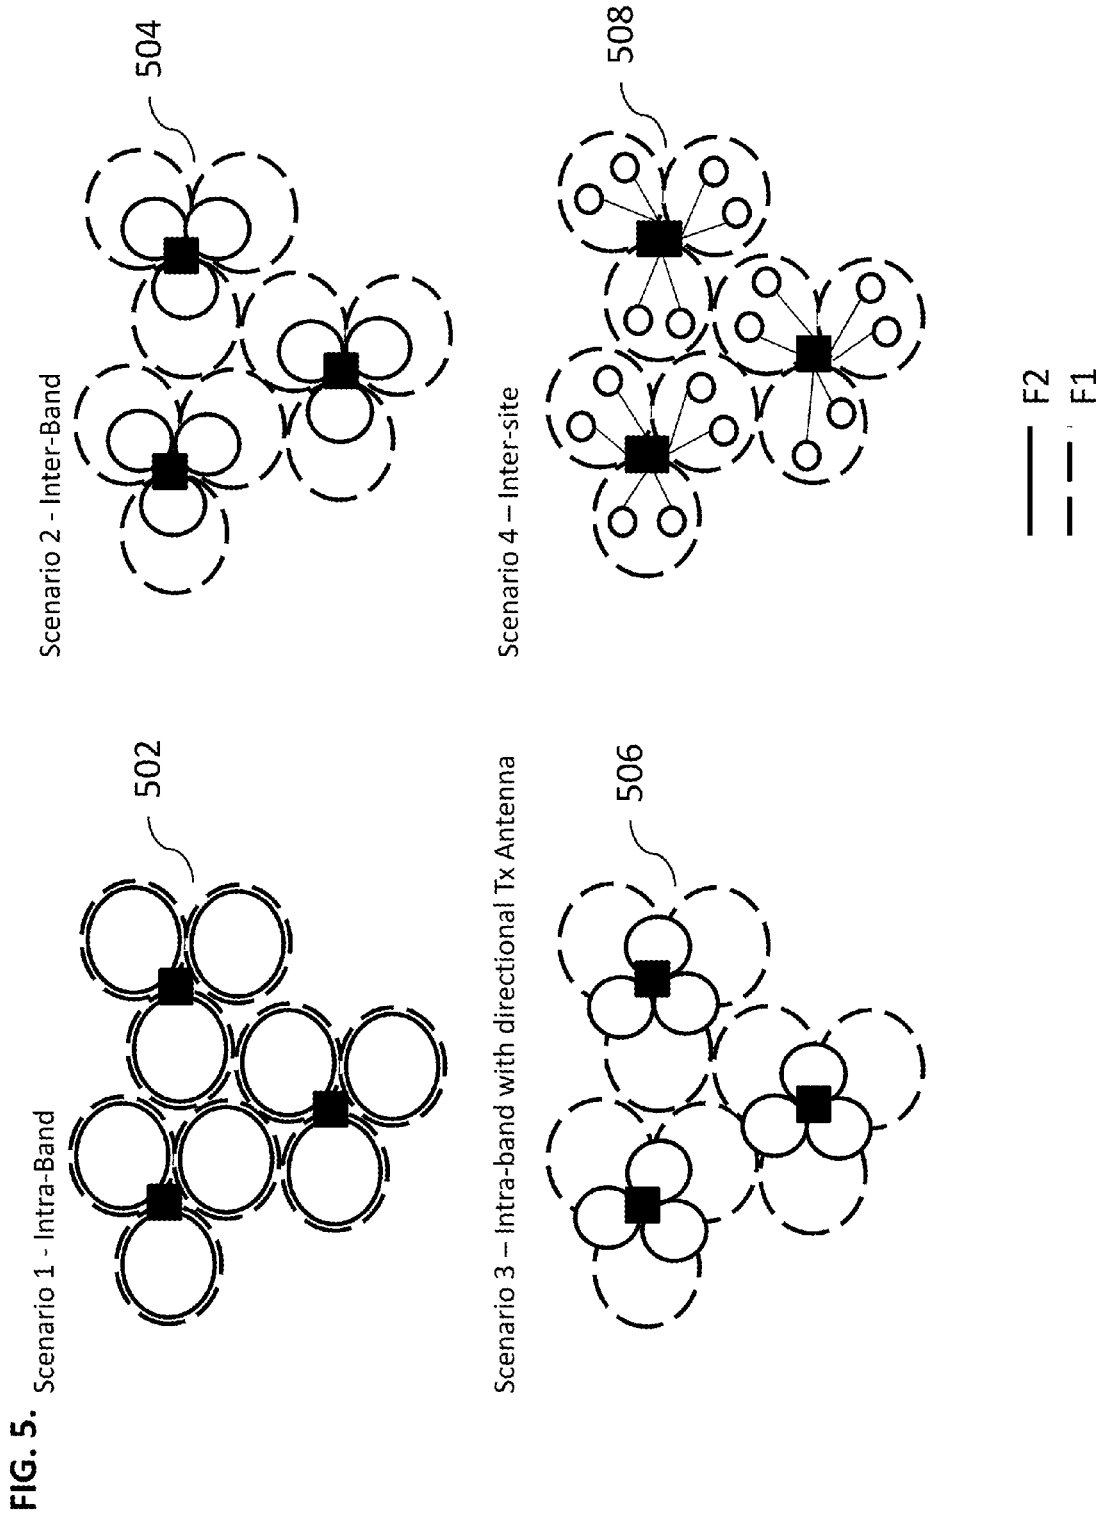 FIG. 5.
Scenario 1 - Intra-Band
502
Scenario 2 - Inter-Band
504
Scenario 3 – Intra-band with directional Tx Antenna
506
Scenario 4 – Inter-site
508
F2
F1